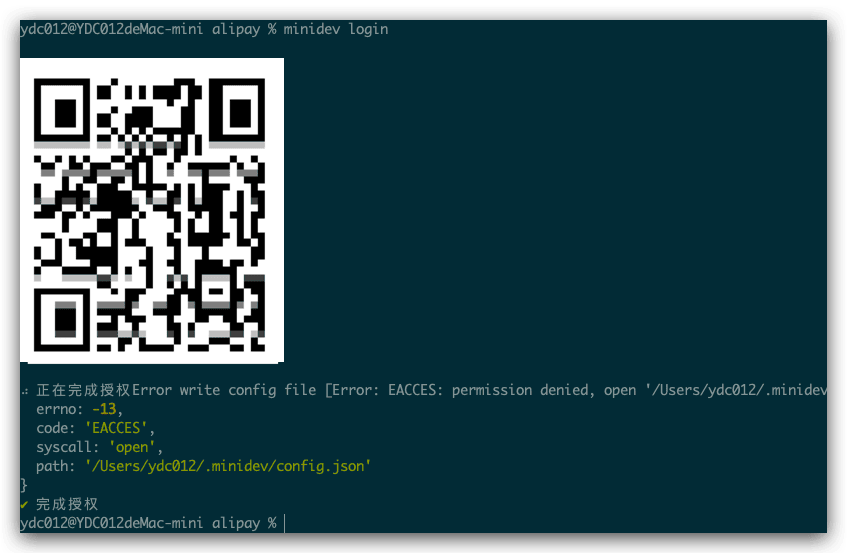 ydc012@YDC012deMac-mini alipay % minidev login
⠴ 正在完成授权Error write config file [Error: EACCES: permission denied, open '/Users/ydc012/.minidev
errno: -13,
code: 'EACCES',
syscall: 'open',
path: '/Users/ydc012/.minidev/config.json'
}
✔ 完成授权
ydc012@YDC012deMac-mini alipay %